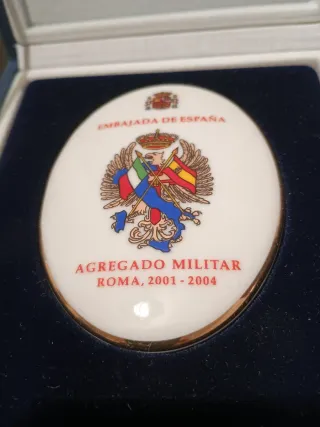 EMBAJADA DE ESPAÑA
AGREGADO MILITAR
ROMA, 2001 - 2004